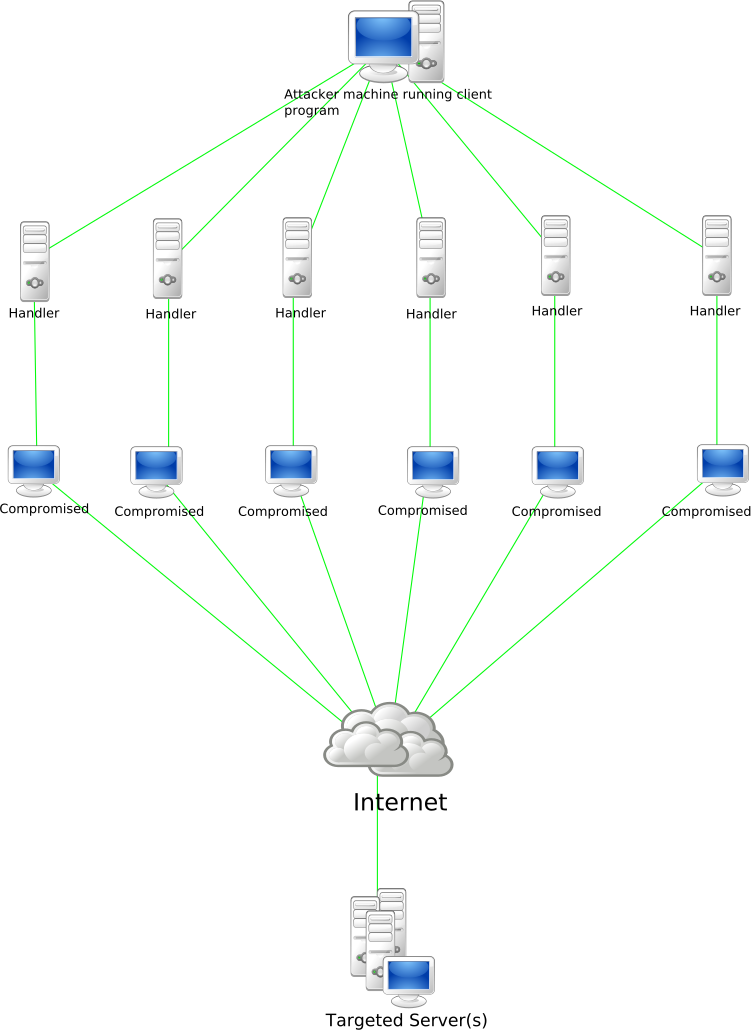 Attacker machine running client
program
Handler
Handler
Handler
Handler
Handler
Handler
Compromised
Compromised
Compromised
Compromised
Compromised
Compromised
Internet
Targeted Server(s)